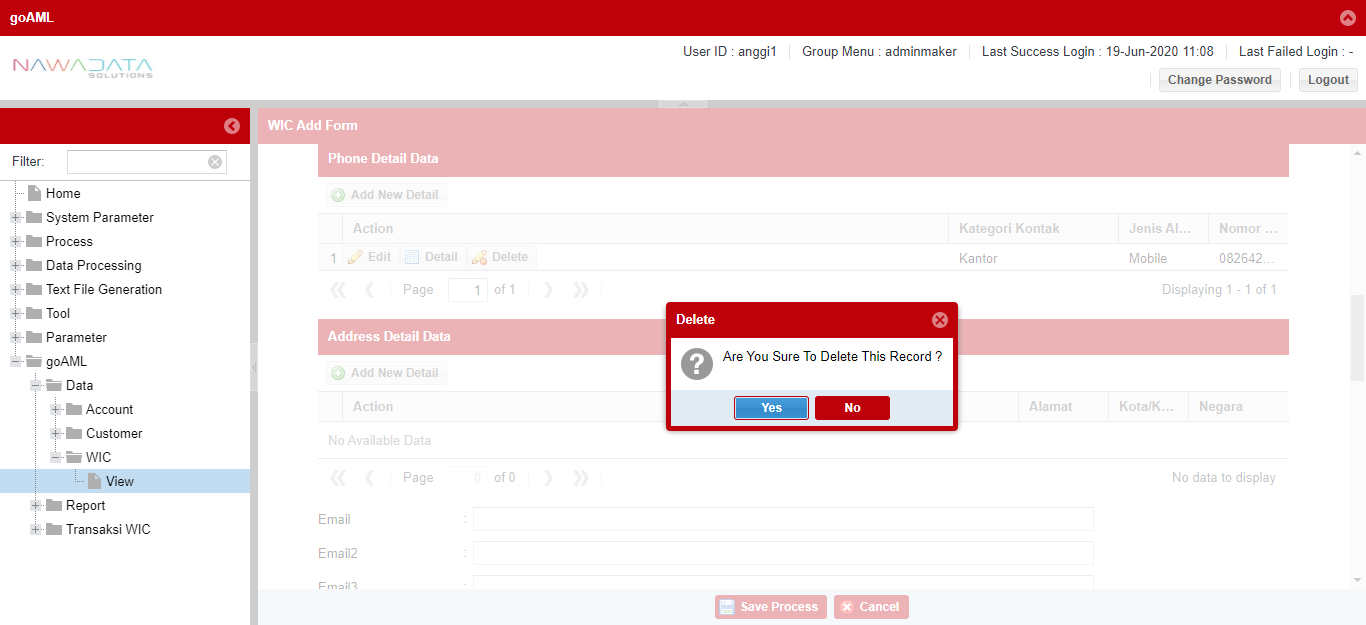 goAML
NAWADATA
SOLUTIONS
User ID : anggi1
Group Menu : adminmaker
Last Success Login : 19-Jun-2020 11:08
Last Failed Login : -
Change Password
Logout
Filter:
Home
System Parameter
Process
Data Processing
Text File Generation
Tool
Parameter
goAML
Data
Account
Customer
WIC
View
Report
Transaksi WIC
WIC Add Form
Phone Detail Data
Add New Detail
Action Kategori Kontak Jenis Al... Nomor ...
1 Edit Detail Delete Kantor Mobile 082642...
Page 1 of 1 Displaying 1 - 1 of 1
Address Detail Data
Add New Detail
Action Alamat Kota/K... Negara
No Available Data
Page 0 of 0 No data to display
Email :
Email2 :
Email3 :
Save Process Cancel
Delete
? Are You Sure To Delete This Record ?
Yes No